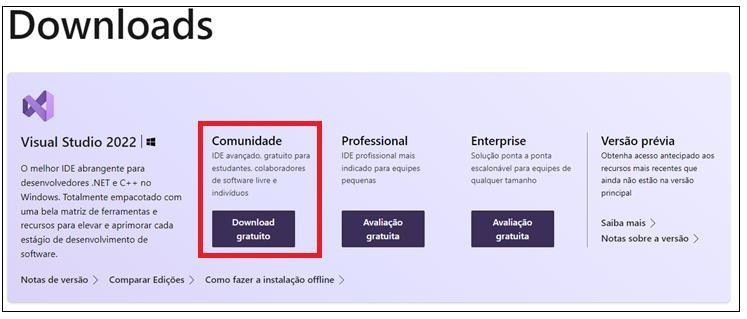 Downloads
Visual Studio 2022 |
O melhor IDE abrangente para
desenvolvedores .NET e C++ no
Windows. Totalmente empacotado com
uma bela matriz de ferramentas e
recursos para elevar e aprimorar cada
estágio de desenvolvimento de
software.
Comunidade
IDE avançado, gratuito para
estudantes, colaboradores
de software livre e
indivíduos
Download
gratuito
Professional
IDE profissional mais
indicado para equipes
pequenas
Avaliação
gratuita
Enterprise
Solução ponta a ponta
escalonável para equipes de
qualquer tamanho
Avaliação
gratuita
Versão prévia
Obtenha acesso antecipado aos
recursos mais recentes que
ainda não estão na versão
principal
Saiba mais >
Notas sobre a versão >
Notas de versão > Comparar Edições > Como fazer a instalação offline >